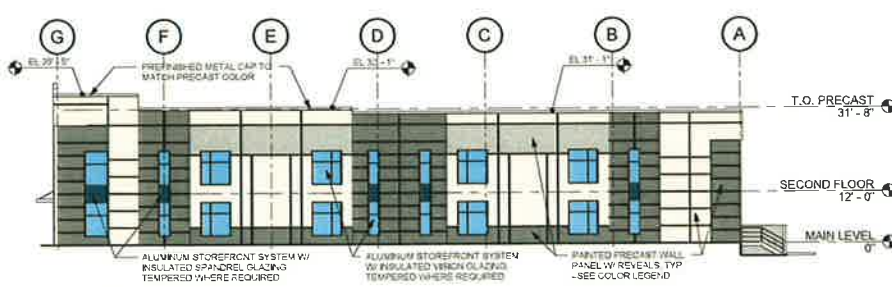 G F E D C B A
EL 30' - 1"
EL 31' - 1"
PREFINISHED METAL CAP TO
MATCH PRECAST COLOR
T.O. PRECAST
31' - 8"
SECOND FLOOR
12' - 0"
MAIN LEVEL
0"
ALUMINUM STOREFRONT SYSTEM W/
INSULATED SPANDREL GLAZING,
TEMPERED WHERE REQUIRED
ALUMINUM STOREFRONT SYSTEM
W/ INSULATED VISION GLAZING,
TEMPERED WHERE REQUIRED
PAINTED PRECAST WALL
PANEL W/ REVEALS, TYP
-SEE COLOR LEGEND